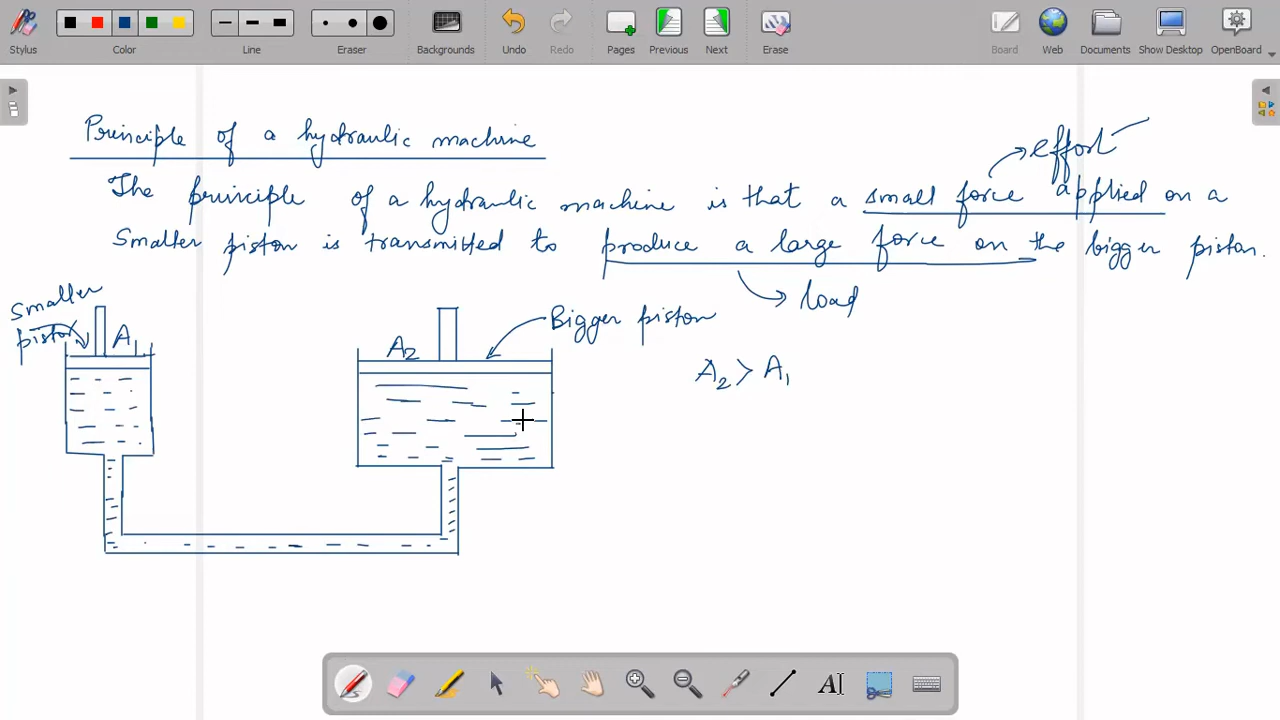 Stylus
Color
Line
Eraser
Backgrounds
Undo
Redo
Pages
Previous
Next
Erase
Board
Web
Documents
Show Desktop
OpenBoard
Principle of a hydraulic machine
effort
The principle of a hydraulic machine is that a small force applied on a
Smaller piston is transmitted to produce a large force on the bigger piston.
load
Smaller
piston
A1
A2
Bigger piston
A2 > A1
AI